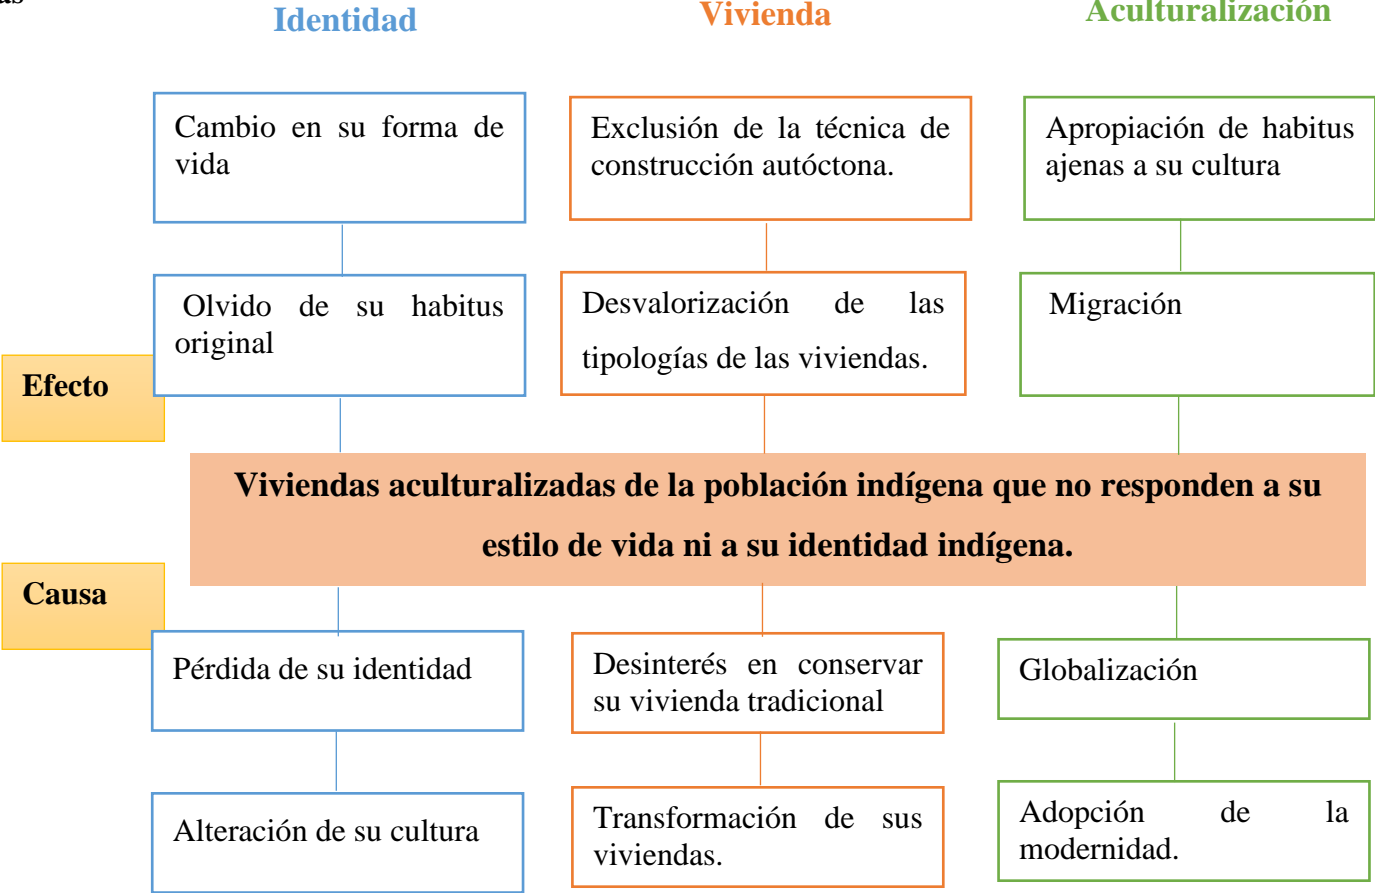 Identidad
Vivienda
Aculturalización
Cambio en su forma de
vida
Exclusión de la técnica de
construcción autóctona.
Apropiación de habitus
ajenas a su cultura
Olvido de su habitus
original
Desvalorización de las
tipologías de las viviendas.
Migración
Efecto
Viviendas aculturalizadas de la población indígena que no responden a su
estilo de vida ni a su identidad indígena.
Causa
Pérdida de su identidad
Desinterés en conservar
su vivienda tradicional
Globalización
Alteración de su cultura
Transformación de sus
viviendas.
Adopción de la
modernidad.